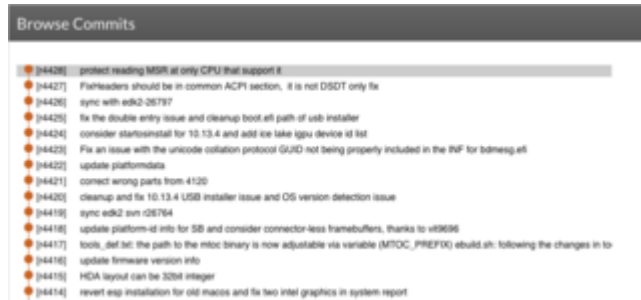 Browse Commits
[r4428] protect reading MSR at only CPU that support it
[r4427] FixHeaders should be in common ACPI section, it is not DSDT only fix
[r4426] sync with edk2-26797
[r4425] fix the double entry issue and cleanup boot.efi path of usb installer
[r4424] consider startosinstall for 10.13.4 and add ice lake igpu device id list
[r4423] Fix an issue with the unicode collation protocol GUID not being properly included in the INF for bdmesg.efi
[r4422] update platformdata
[r4421] correct wrong parts from 4120
[r4420] cleanup and fix 10.13.4 USB installer issue and OS version detection issue
[r4419] sync edk2 svn r26764
[r4418] update platform-id info for SB and consider connector-less framebuffers, thanks to vit9696
[r4417] tools_def.txt: the path to the mtoc binary is now adjustable via variable (MTOC_PREFIX) ebuild.sh: following the changes in to
[r4416] update firmware version info
[r4415] HDA layout can be 32bit integer
[r4414] revert esp installation for old macos and fix two intel graphics in system report